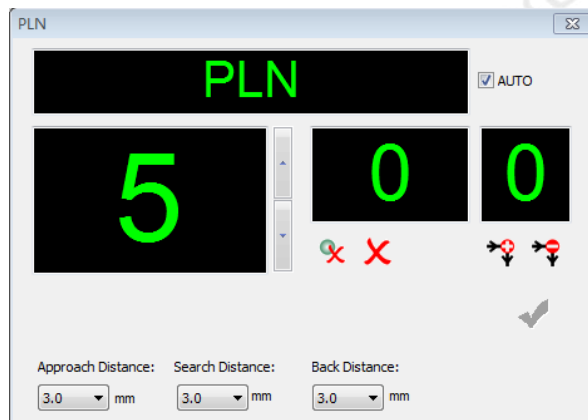 PLN
PLN
AUTO
5
0
0
Approach Distance: Search Distance: Back Distance:
3.0 mm 3.0 mm 3.0 mm